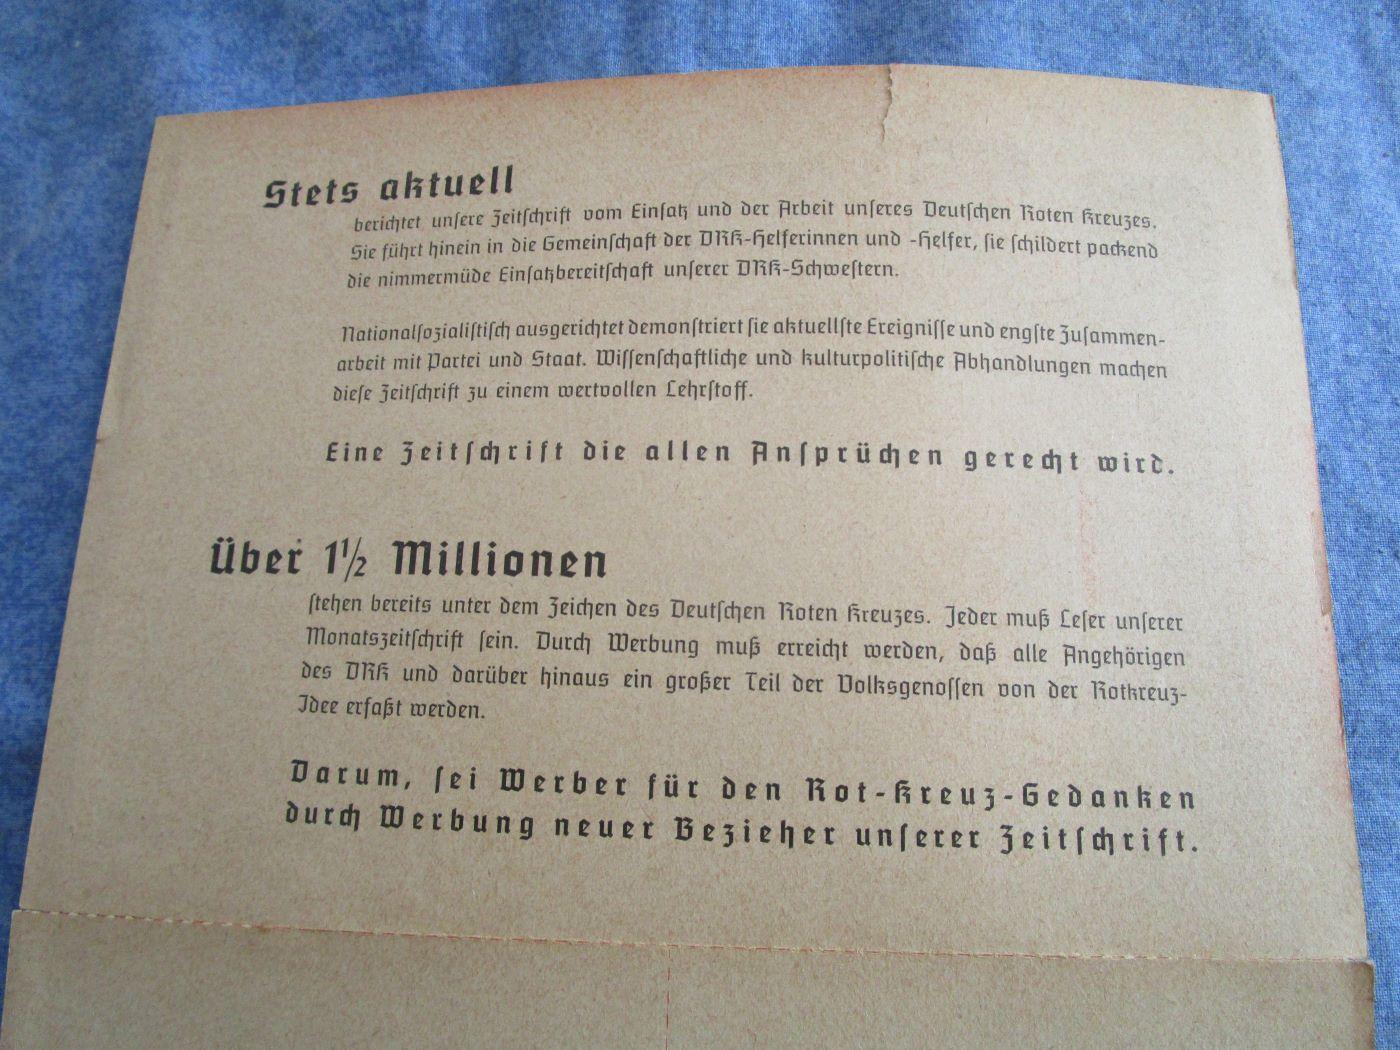 Stets aktuell
berichtet unsere Zeitschrift vom Einsatz und der Arbeit unseres Deutschen Roten Kreuzes.
Sie führt hinein in die Gemeinschaft der DRK-Helferinnen und -Helfer, sie schildert packend
die nimmermüde Einsatzbereitschaft unserer DRK-Schwestern.
Nationalsozialistisch ausgerichtet demonstriert sie aktuellste Ereignisse und engste Zusammen-
arbeit mit Partei und Staat. Wissenschaftliche und kulturpolitische Abhandlungen machen
diese Zeitschrift zu einem wertvollen Lehrstoff.
Eine Zeitschrift die allen Ansprüchen gerecht wird.
Über 1½ Millionen
stehen bereits unter dem Zeichen des Deutschen Roten Kreuzes. Jeder muß Leser unserer
Monatszeitschrift sein. Durch Werbung muß erreicht werden, daß alle Angehörigen
des DRK und darüber hinaus ein großer Teil der Volksgenossen von der Rotkreuz-
Idee erfaßt werden.
Darum, sei Werber für den Rot-Kreuz-Gedanken
durch Werbung neuer Bezieher unserer Zeitschrift.